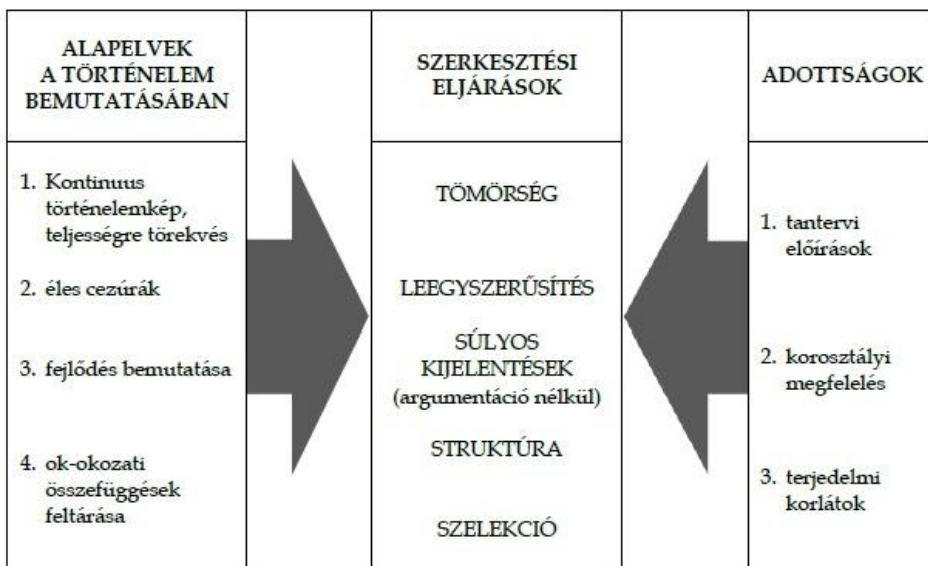 ALAPELVEK
A TÖRTÉNELEM
BEMUTATÁSÁBAN
1. Kontinuus
történelemkép,
teljességre törekvés
2. éles cezúrák
3. fejlődés bemutatása
4. ok-okozati
összefüggések
feltárása
SZERKESZTÉSI
ELJÁRÁSOK
TÖMÖRSÉG
LEEGYSZERŰSÍTÉS
SÚLYOS
KIJELENTÉSEK
(argumentáció nélkül)
STRUKTÚRA
SZELEKCIÓ
ADOTTSÁGOK
1. tantervi
előírások
2. korosztályi
megfelelés
3. terjedelmi
korlátok